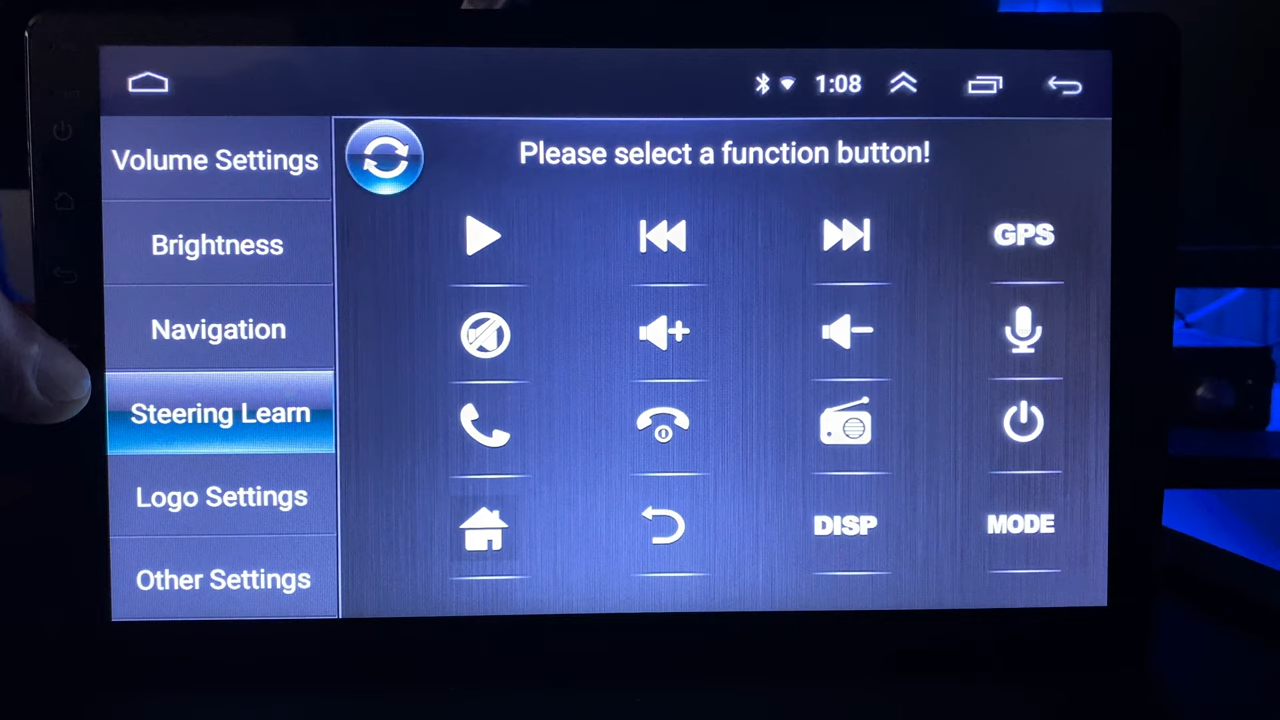 1:08
Volume Settings
Brightness
Navigation
Steering Learn
Logo Settings
Other Settings
Please select a function button!
GPS
DISP
MODE